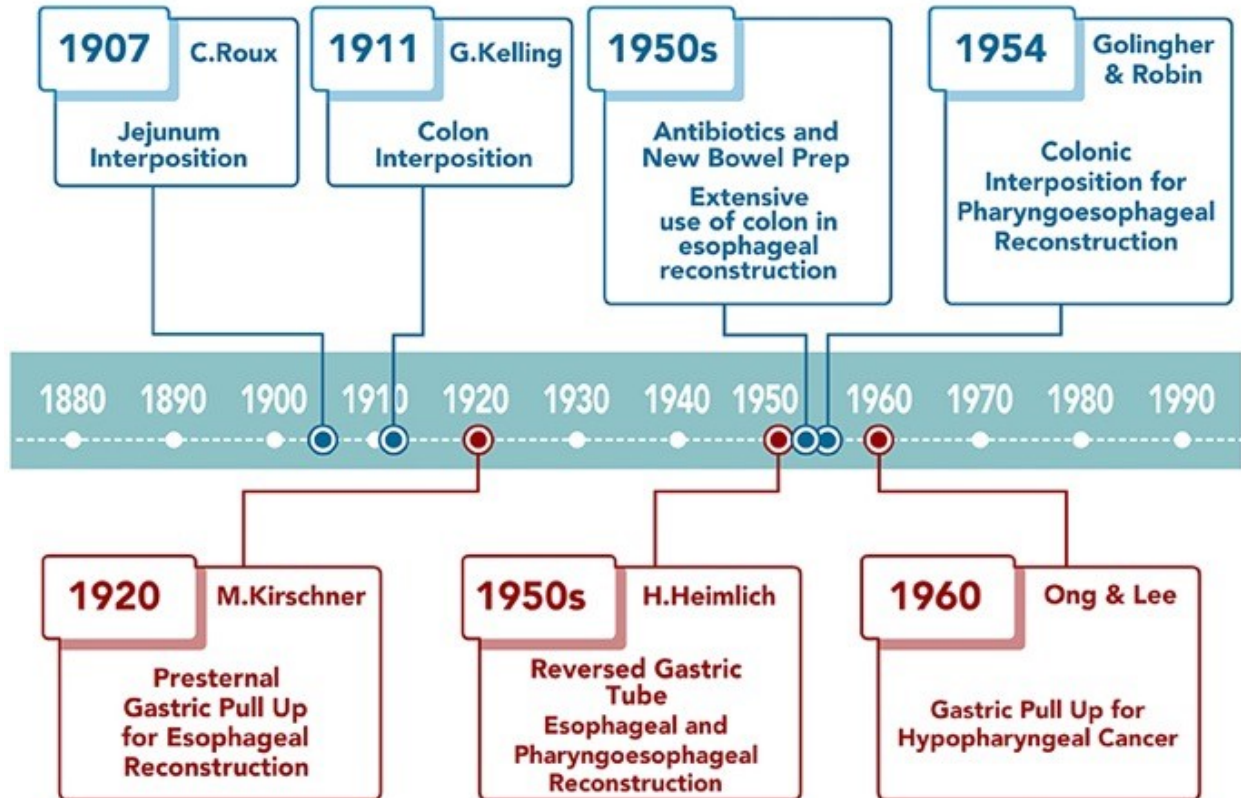 1907 C.Roux
Jejunum
Interposition
1911 G.Kelling
Colon
Interposition
1950s
Antibiotics and
New Bowel Prep
Extensive
use of colon in
esophageal
reconstruction
1954 Golingher
& Robin
Colonic
Interposition for
Pharyngoesophageal
Reconstruction
1880 1890 1900 1910 1920 1930 1940 1950 1960 1970 1980 1990
1920 M.Kirschner
Presternal
Gastric Pull Up
for Esophageal
Reconstruction
1950s H.Heimlich
Reversed Gastric
Tube
Esophageal and
Pharyngoesophageal
Reconstruction
1960 Ong & Lee
Gastric Pull Up for
Hypopharyngeal Cancer